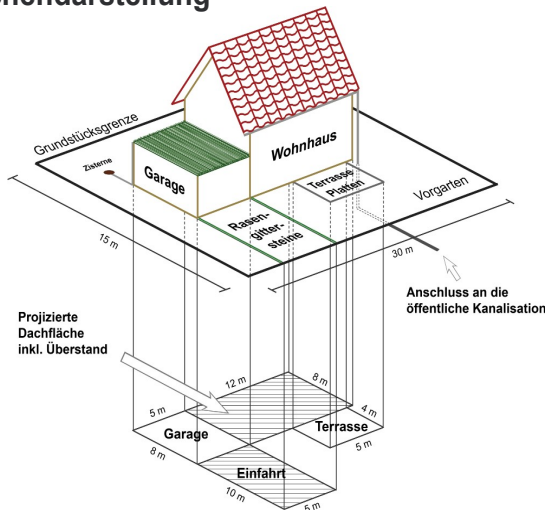 chendarstellung
Grundstücksgrenze
Zisterne
Garage
Wohnhaus
Terrasse
Platten
Vorgarten
Rasen-
gitter-
steine
15 m
30 m
Anschluss an die
öffentliche Kanalisation
Projizierte
Dachfläche
inkl. Überstand
12 m
8 m
5 m
4 m
Garage
Terrasse
8 m
5 m
Einfahrt
10 m
5 m